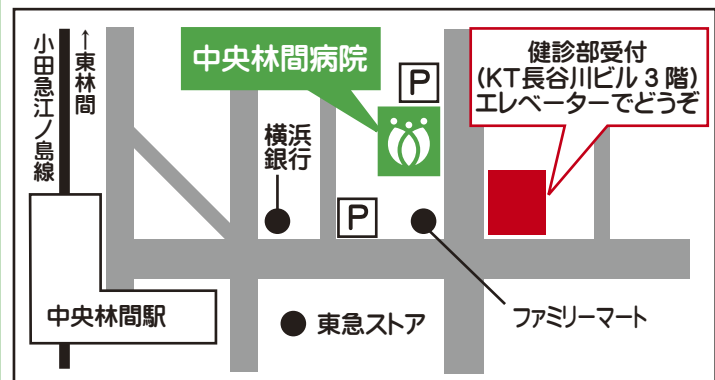 小田急江ノ島線
↑東林間
中央林間病院
P
健診部受付
(KT長谷川ビル 3 階)
エレベーターでどうぞ
横浜
銀行
P
中央林間駅
東急ストア
ファミリーマート